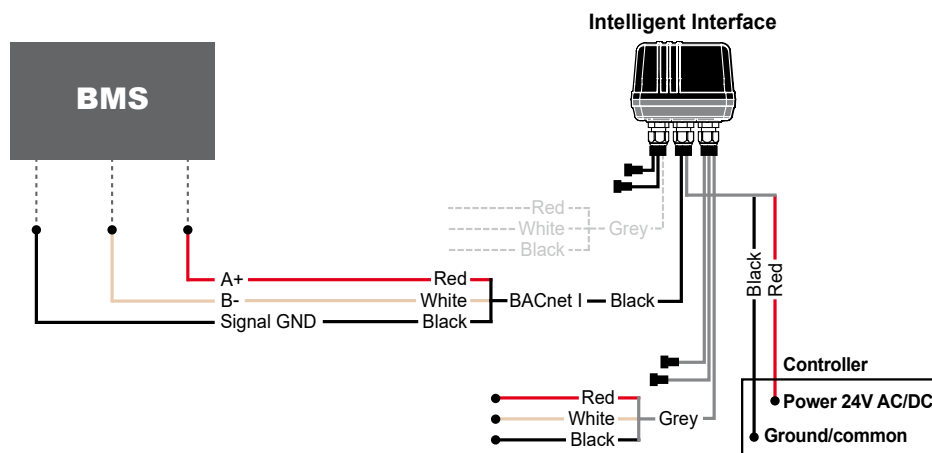 Intelligent Interface
BMS
Red
White Grey
Black
A+ Red
B- White BACnet I Black
Signal GND Black
Black
Red
Controller
Power 24V AC/DC
Ground/common
Red
White Grey
Black